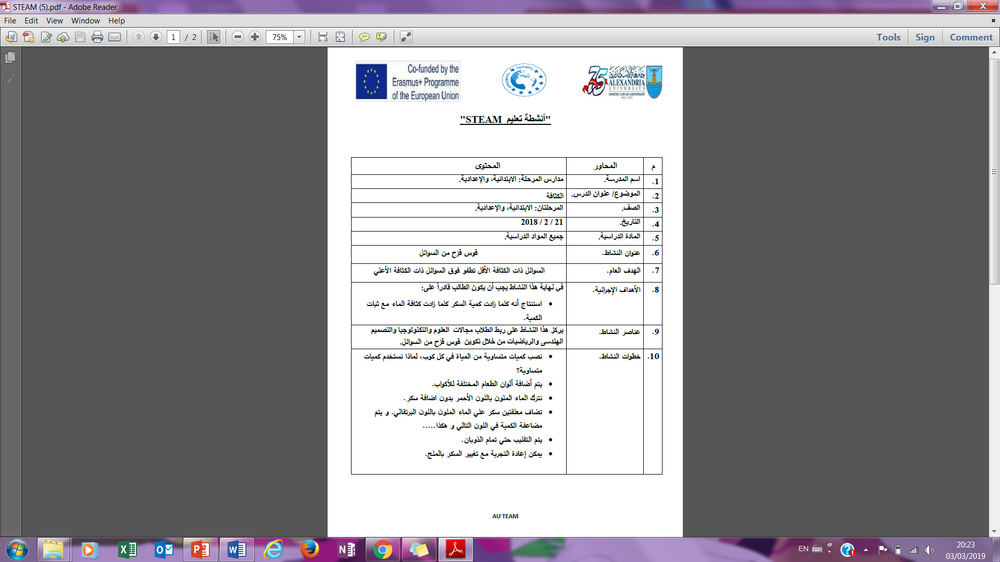 STEAM (5).pdf - Adobe Reader
File Edit View Window Help
1 / 2 75% Tools Sign Comment
Co-funded by the
Erasmus+ Programme
of the European Union
SUP4PCL
ERASMUS+
75 جامعة الإسكندرية
ALEXANDRIA
UNIVERSITY
DIAMOND JUBILEE ANNIVERSARY
1942 - 2017
"أنشطة تعليم STEAM"
م المحاور المحتوى
1. اسم المدرسة. مدارس المرحلة: الابتدائية، والإعدادية.
2. الموضوع/ عنوان الدرس. الكثافة
3. الصف. المرحلتان: الابتدائية، والإعدادية.
4. التاريخ. 21 / 2 / 2018
5. المادة الدراسية. جميع المواد الدراسية.
6. عنوان النشاط. قوس قزح من السوائل
7. الهدف العام. السوائل ذات الكثافة الأقل تطفو فوق السوائل ذات الكثافة الأعلي
8. الأهداف الإجرائية. في نهاية هذا النشاط يجب أن يكون الطالب قادراً على:
• استنتاج أنه كلما زادت كمية السكر كلما زادت كثافة الماء مع ثبات
الكمية.
9. عناصر النشاط. يركز هذا النشاط على ربط الطلاب مجالات العلوم والتكنولوجيا والتصميم
الهندسى والرياضيات من خلال تكوين قوس قزح من السوائل.
10. خطوات النشاط. • نصب كميات متساوية من المياة في كل كوب، لماذا نستخدم كميات
متساوية؟
• يتم أضافة ألوان الطعام المختلفة للأكواب.
• نترك الماء الملون باللون الأحمر بدون اضافة سكر.
• تضاف معلقتين سكر علي الماء الملون باللون البرتقالي. و يتم
مضاعفة الكمية في اللون التالي و هكذا.....
• يتم التقليب حتي تمام الذوبان.
• يمكن إعادة التجربة مع تغيير السكر بالملح.
AU TEAM
EN 20:23
03/03/2019